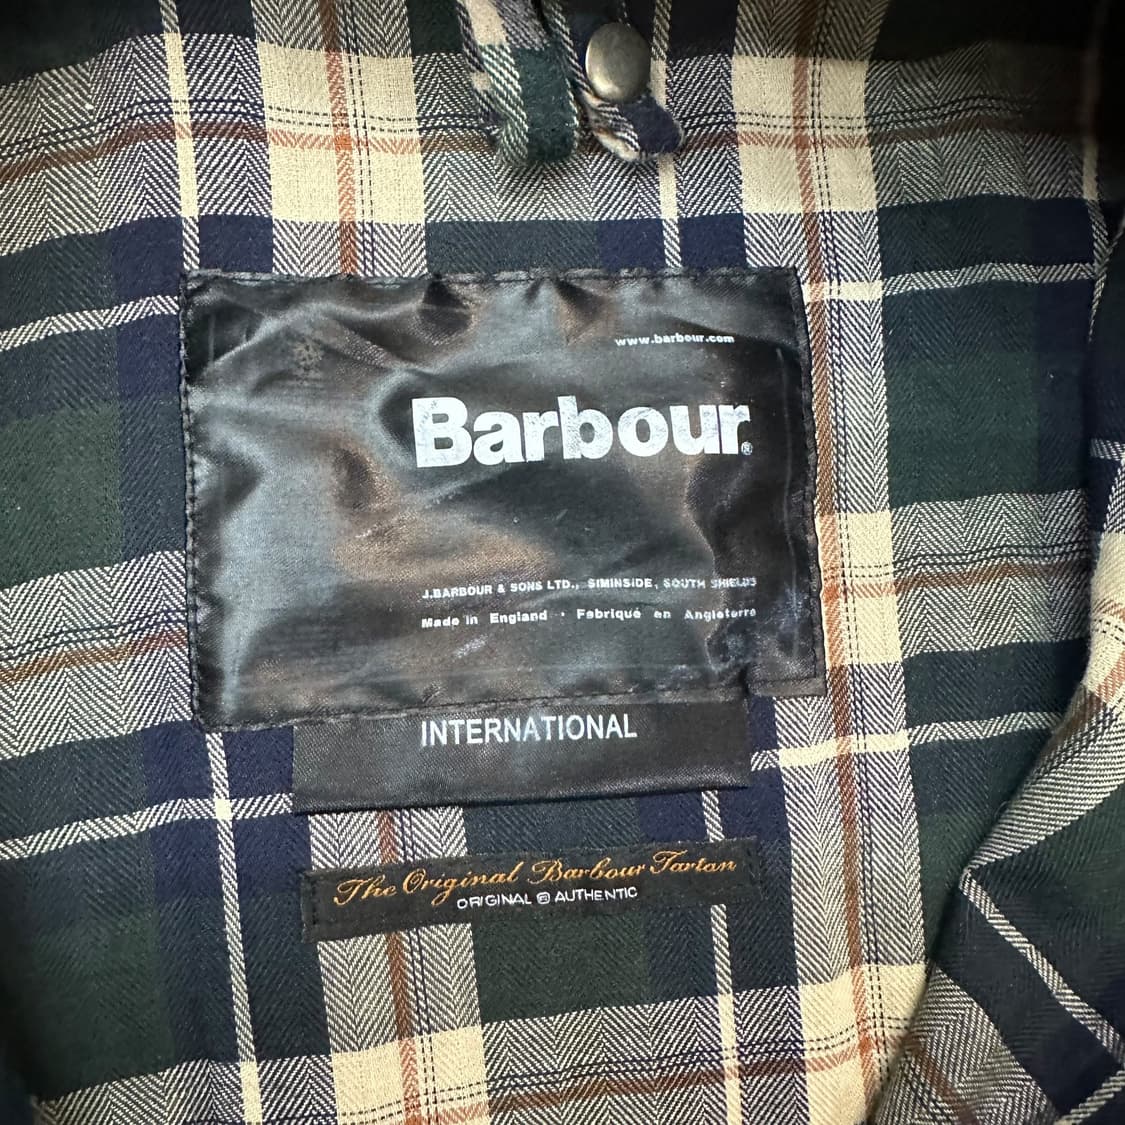 www.barbour.com
Barbour®
J.BARBOUR & SONS LTD., SIMINSIDE, SOUTH SHIELDS
Made in England · Fabriqué en Angleterre
INTERNATIONAL
The Original Barbour Tartan
ORIGINAL © AUTHENTIC